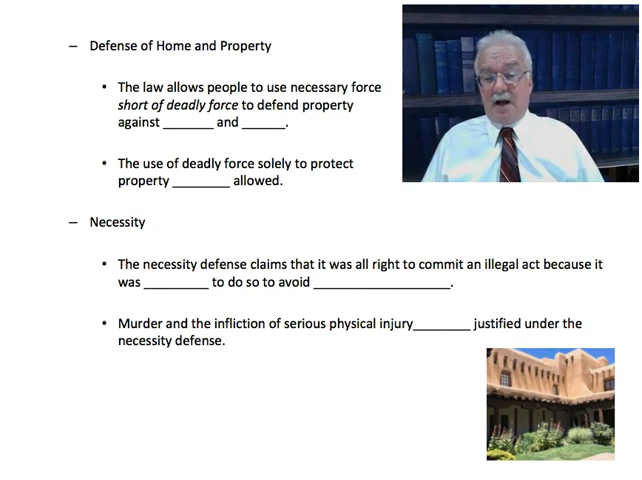 – Defense of Home and Property
• The law allows people to use necessary force
short of deadly force to defend property
against _______ and ______.
• The use of deadly force solely to protect
property ________ allowed.
– Necessity
• The necessity defense claims that it was all right to commit an illegal act because it
was _________ to do so to avoid ___________________.
• Murder and the infliction of serious physical injury________ justified under the
necessity defense.